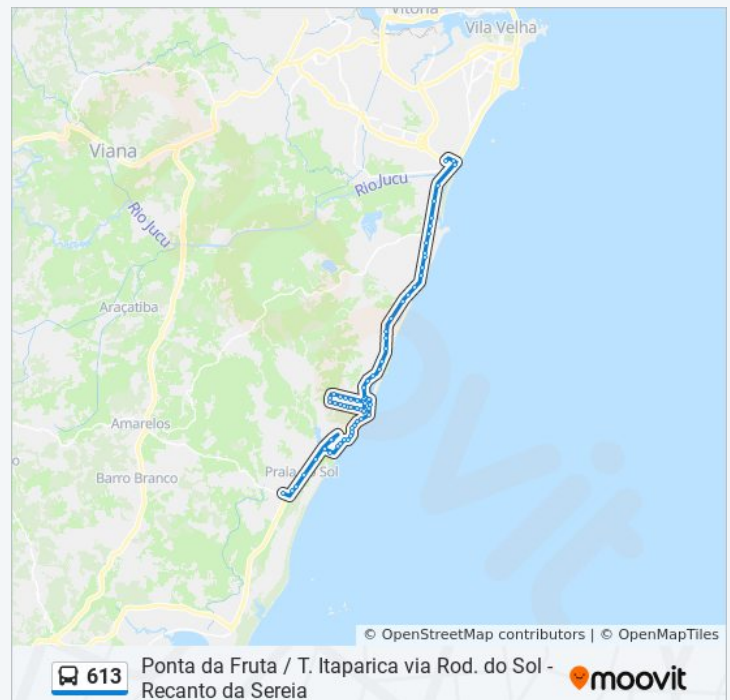 Vitória
Vila Velha
Viana
Rio Jucu
Rio Jucu
Araçatiba
Amarelos
Barro Branco
Praia do Sol
© OpenStreetMap contributors | © OpenMapTiles
613
Ponta da Fruta / T. Itaparica via Rod. do Sol -
Recanto da Sereia
moovit